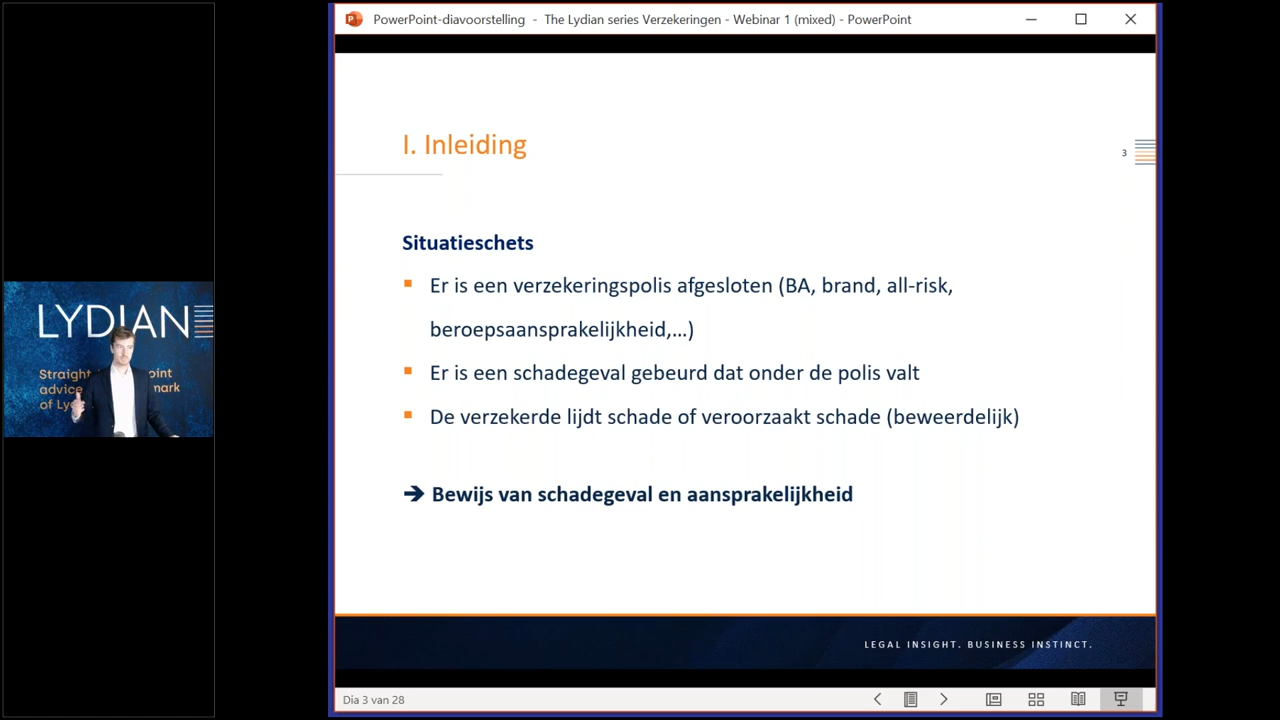 PowerPoint-diavoorstelling - The Lydian series Verzekeringen - Webinar 1 (mixed) - PowerPoint
I. Inleiding
3
Situatieschets
Er is een verzekeringspolis afgesloten (BA, brand, all-risk,
beroepsaansprakelijkheid,...)
Er is een schadegeval gebeurd dat onder de polis valt
De verzekerde lijdt schade of veroorzaakt schade (beweerdelijk)
➔ Bewijs van schadegeval en aansprakelijkheid
LEGAL INSIGHT. BUSINESS INSTINCT.
Dia 3 van 28
LYDIAN
Straight
advice
of Ly